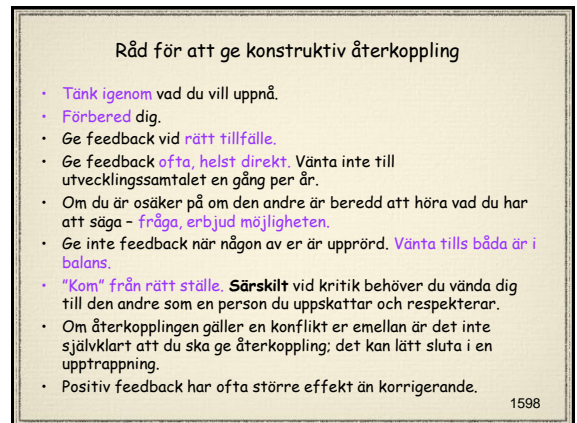 Råd för att ge konstruktiv återkoppling
• Tänk igenom vad du vill uppnå.
• Förbered dig.
• Ge feedback vid rätt tillfälle.
• Ge feedback ofta, helst direkt. Vänta inte till
utvecklingssamtalet en gång per år.
• Om du är osäker på om den andre är beredd att höra vad du har
att säga – fråga, erbjud möjligheten.
• Ge inte feedback när någon av er är upprörd. Vänta tills båda är i
balans.
• "Kom" från rätt ställe. Särskilt vid kritik behöver du vända dig
till den andre som en person du uppskattar och respekterar.
• Om återkopplingen gäller en konflikt er emellan är det inte
självklart att du ska ge återkoppling; det kan lätt sluta i en
upptrappning.
• Positiv feedback har ofta större effekt än korrigerande.
1598